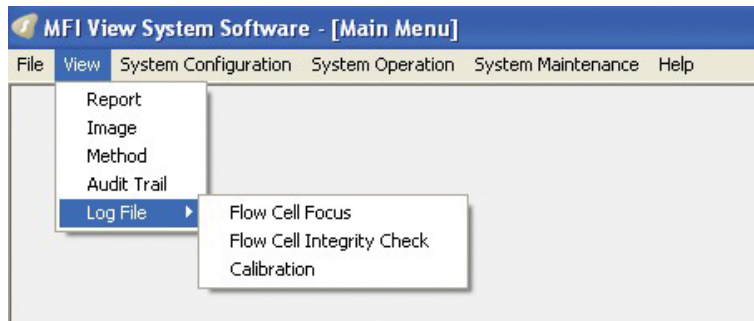 MFI View System Software - [Main Menu]
File View System Configuration System Operation System Maintenance Help
Report
Image
Method
Audit Trail
Log File
Flow Cell Focus
Flow Cell Integrity Check
Calibration